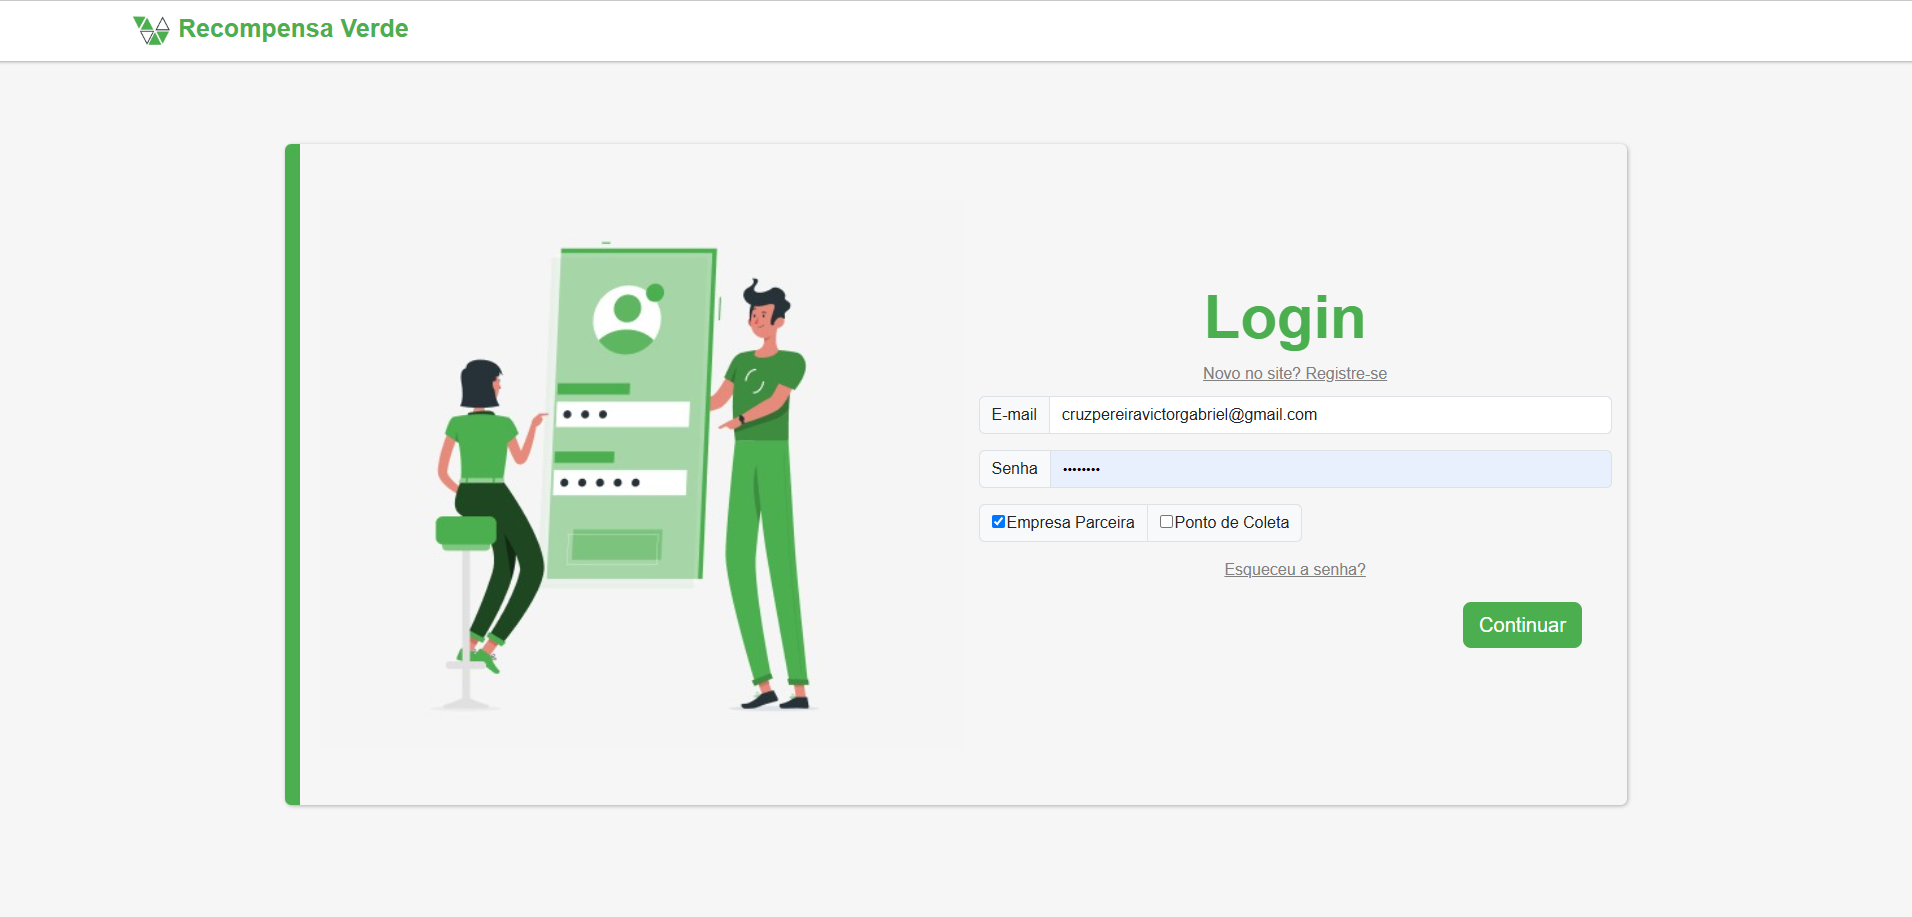 Recompensa Verde
Login
Novo no site? Registre-se
E-mail cruzpereiravictorgabriel@gmail.com
Senha ••••••••
Empresa Parceira Ponto de Coleta
Esqueceu a senha?
Continuar